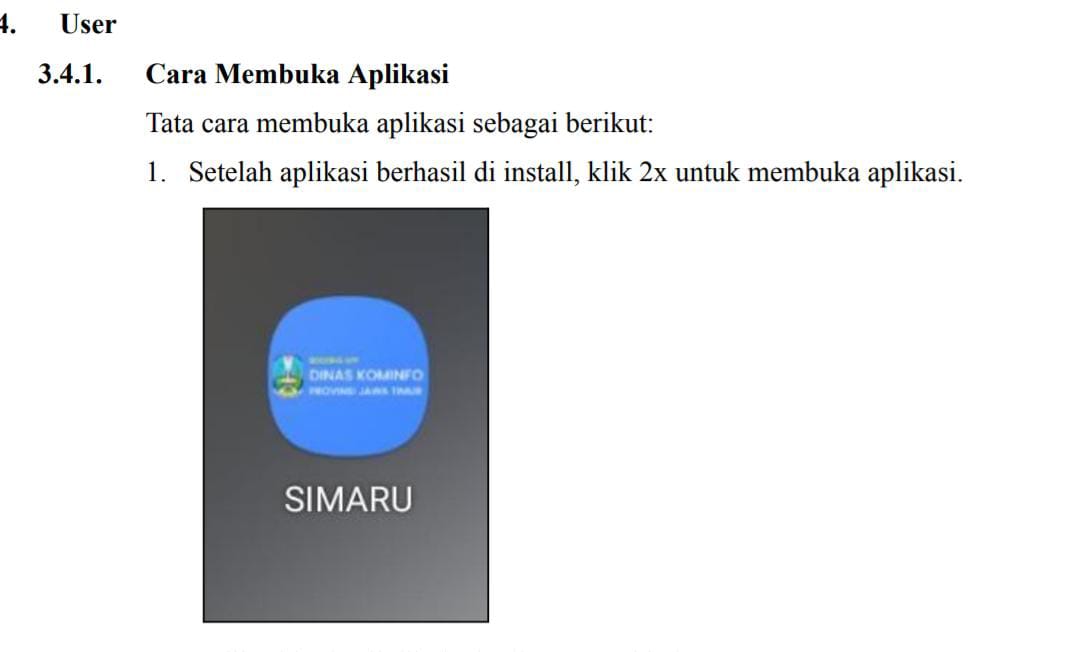 4. User
3.4.1. Cara Membuka Aplikasi
Tata cara membuka aplikasi sebagai berikut:
1. Setelah aplikasi berhasil di install, klik 2x untuk membuka aplikasi.
DINAS KOMINFO
PROVINSI JAWA TIMUR
SIMARU